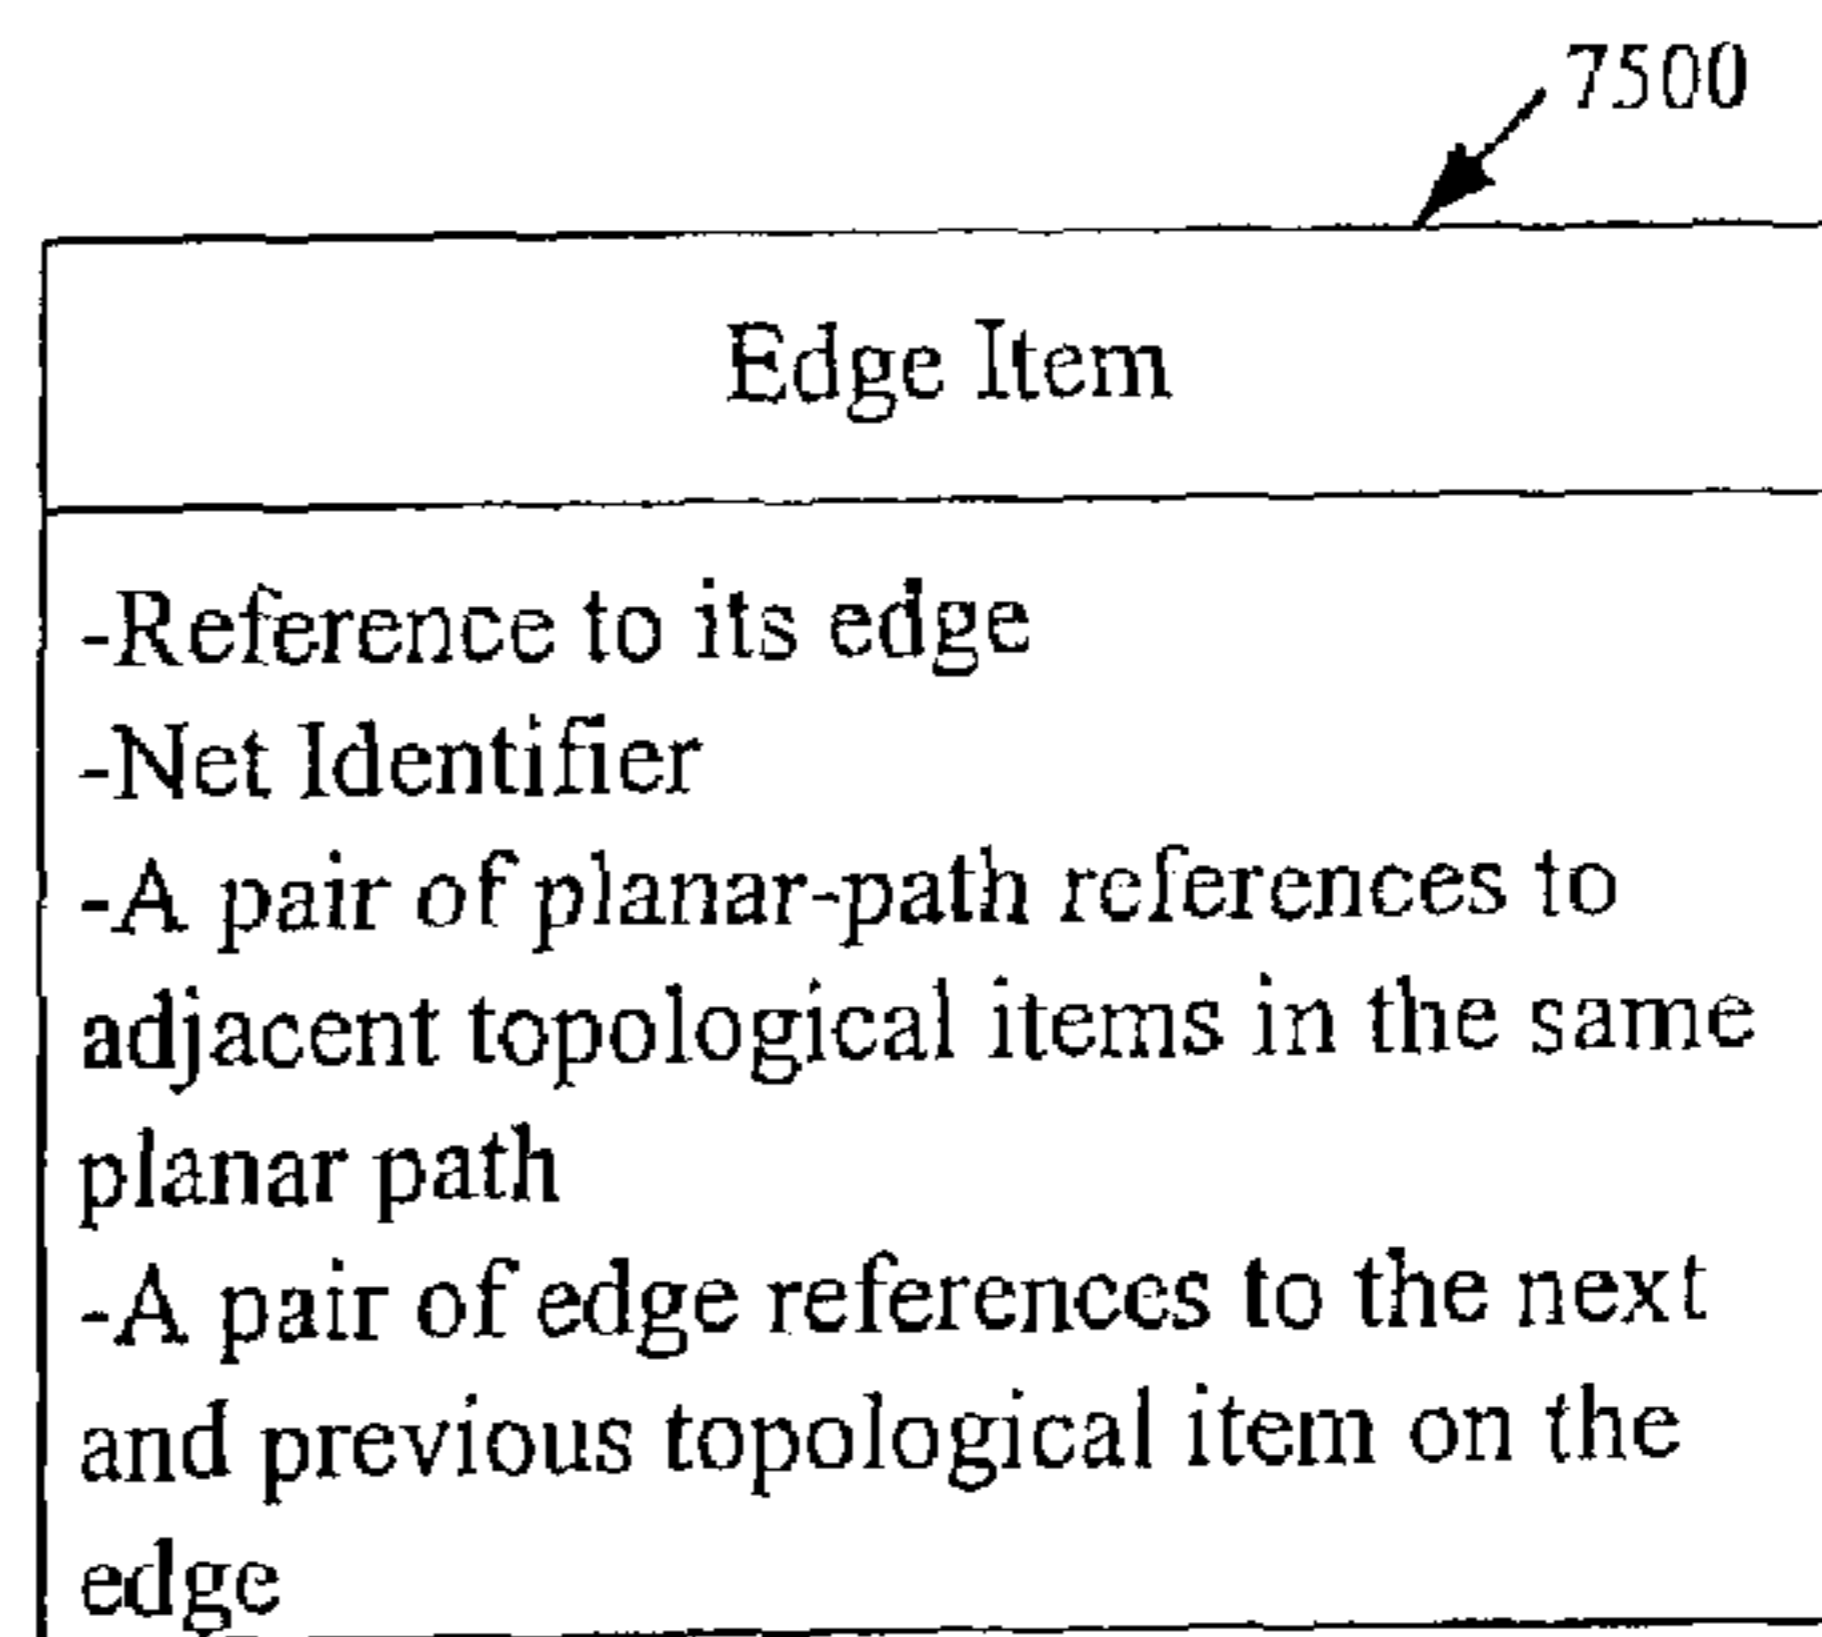 7500
Edge Item
-Reference to its edge
-Net Identifier
-A pair of planar-path references to
adjacent topological items in the same
planar path
-A pair of edge references to the next
and previous topological item on the
edge